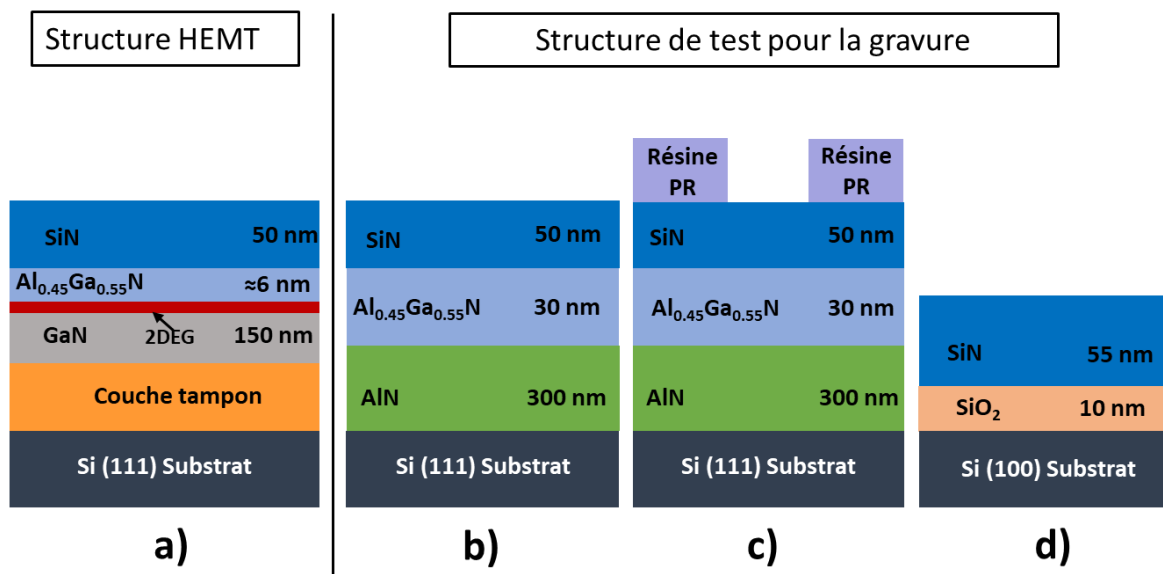 Structure HEMT
Structure de test pour la gravure
SiN 50 nm
Al0.45Ga0.55N ≈6 nm
GaN 2DEG 150 nm
Couche tampon
Si (111) Substrat
a)
SiN 50 nm
Al0.45Ga0.55N 30 nm
AlN 300 nm
Si (111) Substrat
b)
Résine
PR
Résine
PR
SiN 50 nm
Al0.45Ga0.55N 30 nm
AlN 300 nm
Si (111) Substrat
c)
SiN 55 nm
SiO2 10 nm
Si (100) Substrat
d)